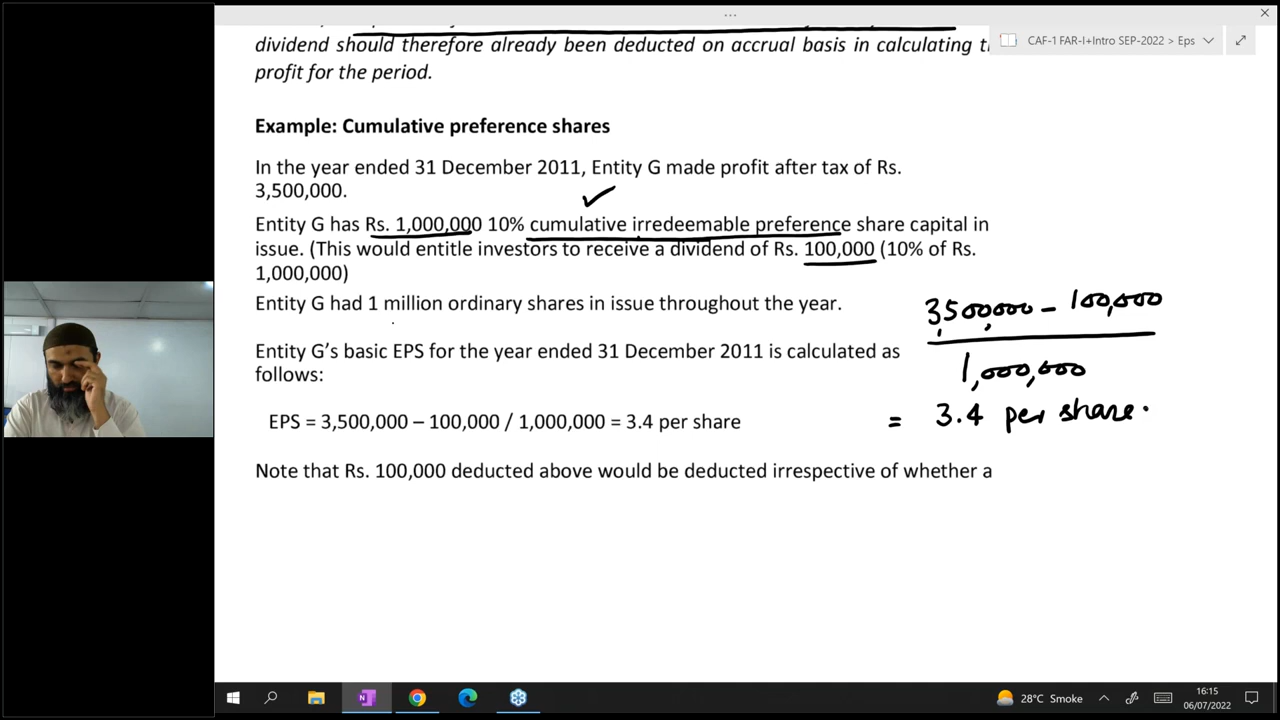 CAF-1 FAR-I+Intro SEP-2022 > Eps
dividend should therefore already been deducted on accrual basis in calculating
profit for the period.
Example: Cumulative preference shares
In the year ended 31 December 2011, Entity G made profit after tax of Rs.
3,500,000.
Entity G has Rs. 1,000,000 10% cumulative irredeemable preference share capital in
issue. (This would entitle investors to receive a dividend of Rs. 100,000 (10% of Rs.
1,000,000)
Entity G had 1 million ordinary shares in issue throughout the year.
3,500,000 - 100,000
1,000,000
= 3.4 per share.
Entity G's basic EPS for the year ended 31 December 2011 is calculated as
follows:
EPS = 3,500,000 – 100,000 / 1,000,000 = 3.4 per share
Note that Rs. 100,000 deducted above would be deducted irrespective of whether a
28°C Smoke
16:15
06/07/2022